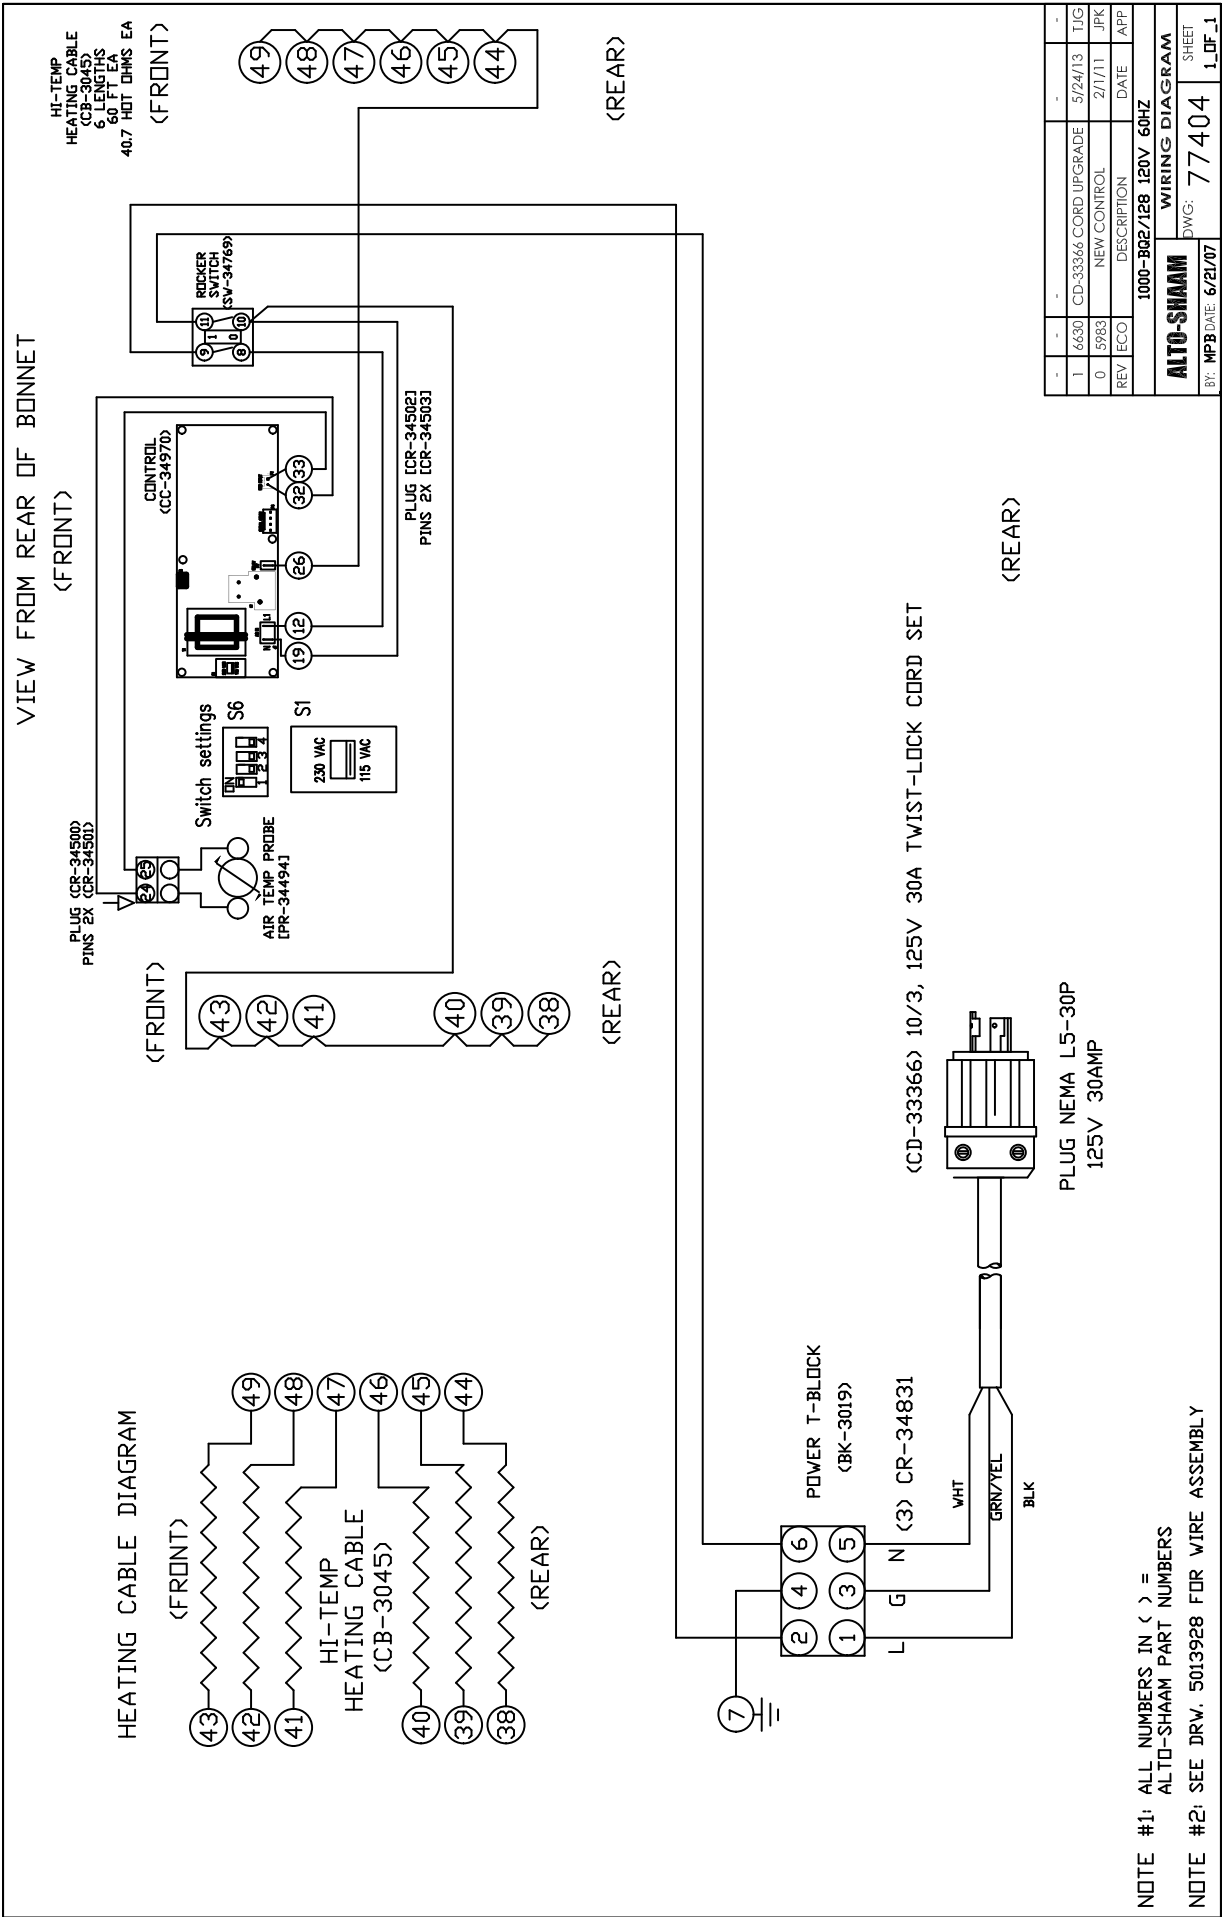 VIEW FROM REAR OF BONNET
(FRONT)
HI-TEMP
HEATING CABLE
(CB-3045)
6 LENGTHS
60 FT EA
40.7 HOT OHMS EA
(FRONT)
49
48
47
46
45
44
(REAR)
ROCKER
SWITCH
(SW-34769)
9
11
1
0
8
10
CONTROL
(CC-34970)
N
L1
19
12
26
32
33
PLUG [CR-34502]
PINS 2X [CR-34503]
Switch settings
S6
ON
1 2 3 4
S1
230 VAC
115 VAC
PLUG (CR-34500)
PINS 2X (CR-34501)
24
25
AIR TEMP PROBE
[PR-34494]
(FRONT)
43
42
41
40
39
38
(REAR)
(REAR)
HEATING CABLE DIAGRAM
(FRONT)
43
49
42
48
41
47
HI-TEMP
HEATING CABLE
(CB-3045)
40
46
39
45
38
44
(REAR)
POWER T-BLOCK
(BK-3019)
7
2
4
6
1
3
5
L
G
N
(3) CR-34831
WHT
GRN/YEL
BLK
(CD-33366) 10/3, 125V 30A TWIST-LOCK CORD SET
PLUG NEMA L5-30P
125V 30AMP
NOTE #1: ALL NUMBERS IN ( ) =
ALTO-SHAAM PART NUMBERS
NOTE #2: SEE DRW. 5013928 FOR WIRE ASSEMBLY
- - - - -
1 6630 CD-33366 CORD UPGRADE 5/24/13 TJG
0 5983 NEW CONTROL 2/1/11 JPK
REV ECO DESCRIPTION DATE APP
1000-BQ2/128 120V 60HZ
ALTO-SHAAM
WIRING DIAGRAM
BY: MPB DATE: 6/21/07
DWG: 77404
SHEET
1_OF_1